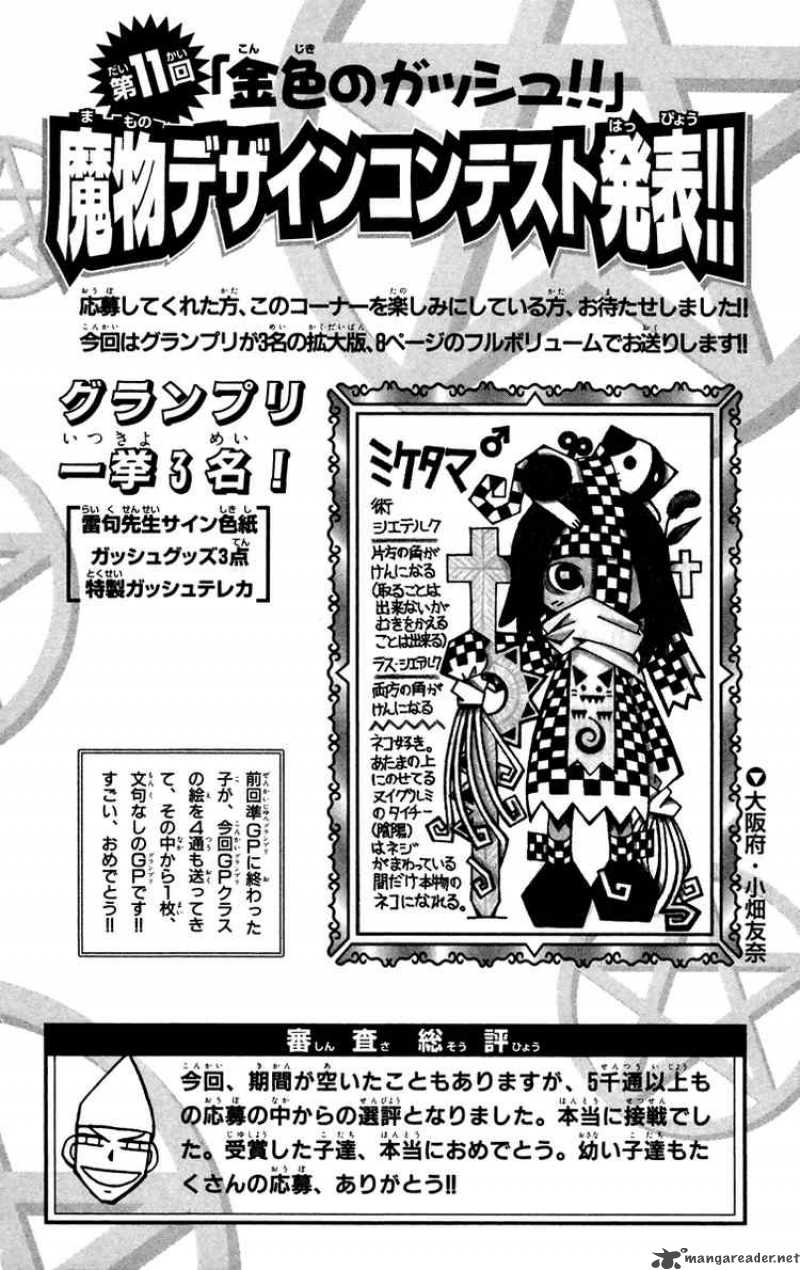 第11回
「金色のガッシュ!!」
魔物デザインコンテスト発表!!
応募してくれた方、このコーナーを楽しみにしている方、お待たせしました!!
今回はグランプリが3名の拡大版、8ページのフルボリュームでお送りします!!
グランプリ
一挙3名!
雷句先生サイン色紙
ガッシュグッズ3点
特製ガッシュテレカ
ミケタマ♂
術
シエテルク
片方の角が
けんになる
(取ることは
出来ないが
むきをかえる
ことは出来る)
ラス・シエテルク
両方の角が
けんになる
ネコ好き。
あたまの上
にのせてる
ヌイグルミ
のタイチー
(陰陽)
はネジ
がまわっている
間だけ本物の
ネコになれる。
▼大阪府・小畑友奈
前回準GPに終わった
子が、今回GPクラス
の絵を4通も送ってき
て、その中から1枚、
文句なしのGPです!!
すごい、おめでとう!!
審査総評
今回、期間が空いたこともありますが、5千通以上も
の応募の中からの選評となりました。本当に接戦でし
た。受賞した子達、本当におめでとう。幼い子達もた
くさんの応募、ありがとう!!
mangareader.net